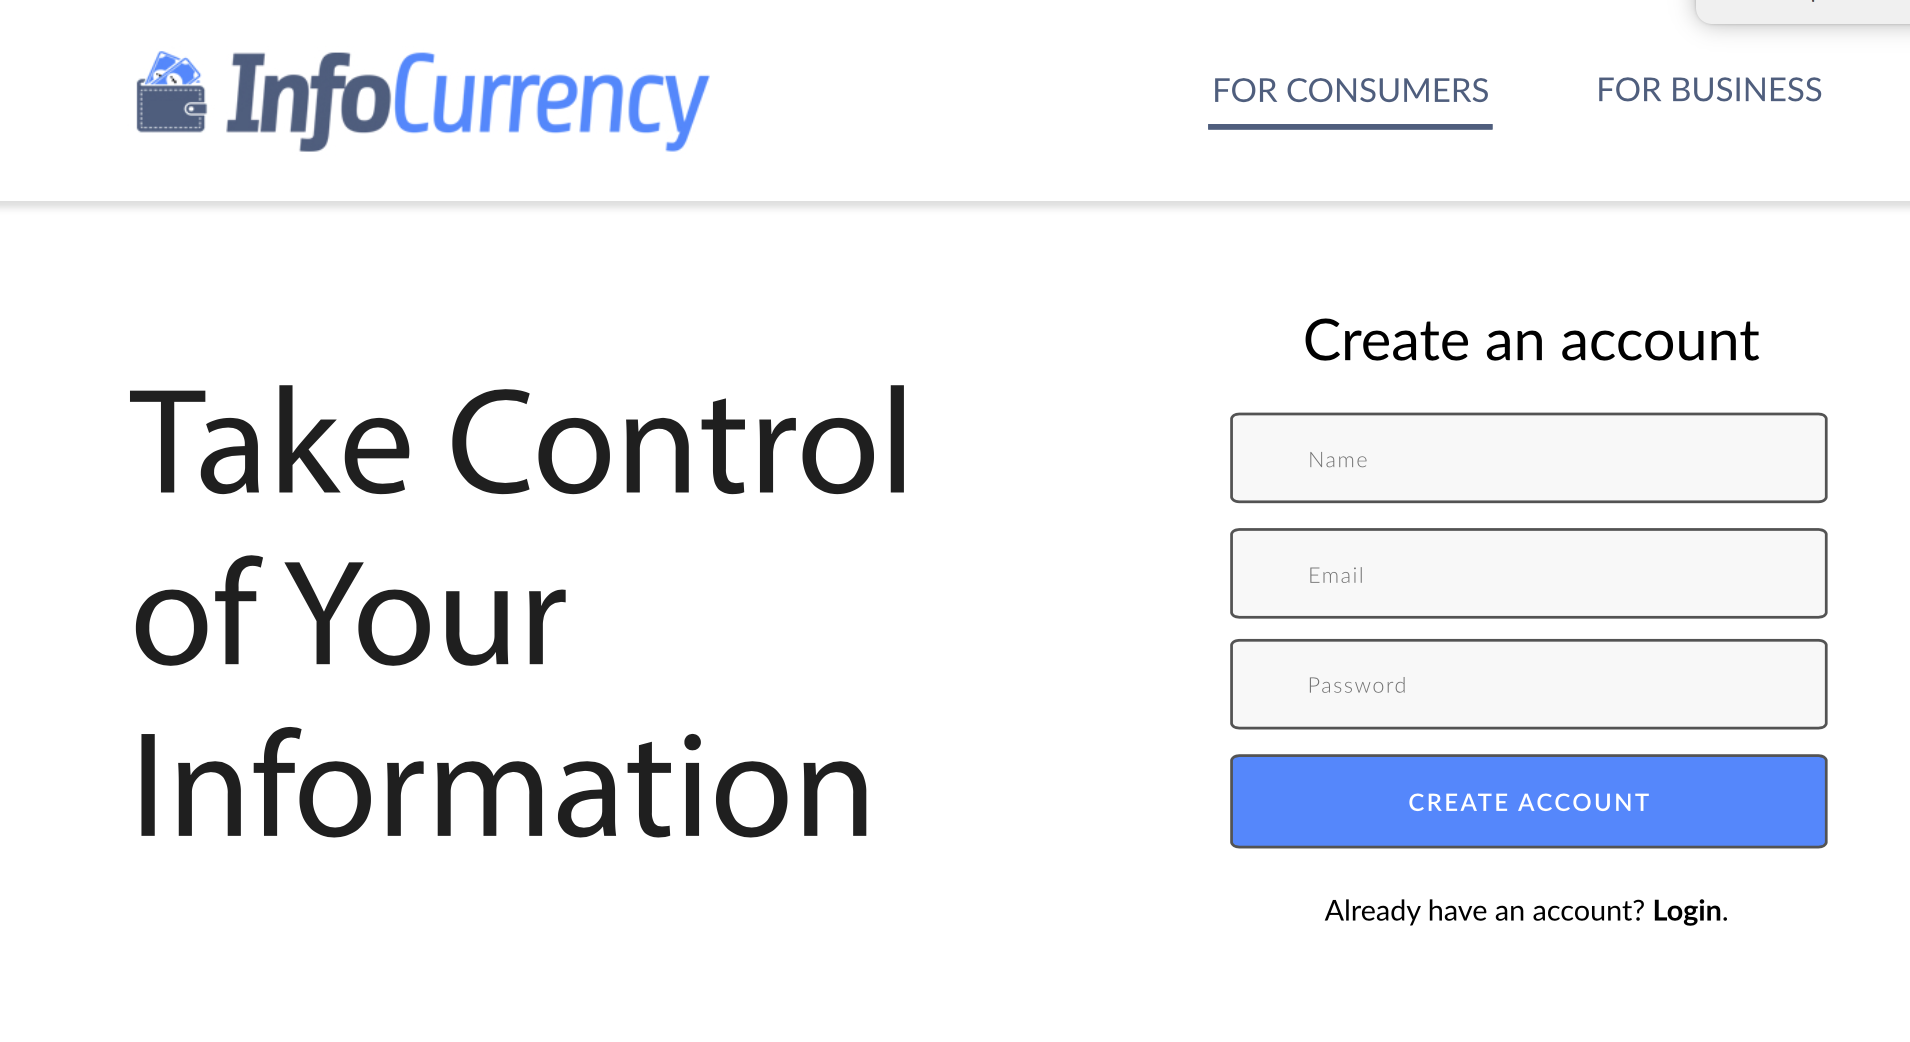 InfoCurrency
FOR CONSUMERS
FOR BUSINESS
Take Control
of Your
Information
Create an account
Name
Email
Password
CREATE ACCOUNT
Already have an account? Login.